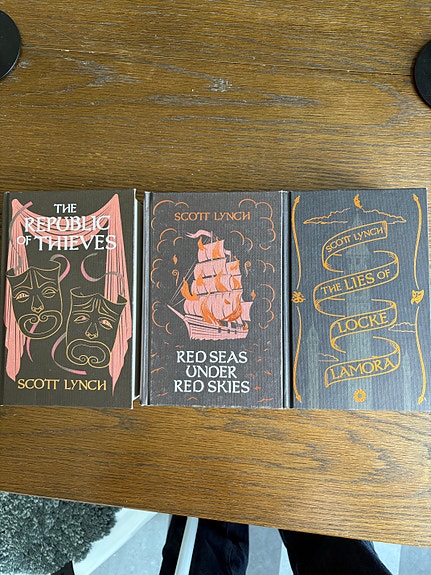 THE
REPUBLIC
OF THIEVES
SCOTT LYNCH
SCOTT LYNCH
RED SEAS
UNDER
RED SKIES
SCOTT LYNCH
THE LIES OF
LOCKE
LAMORA